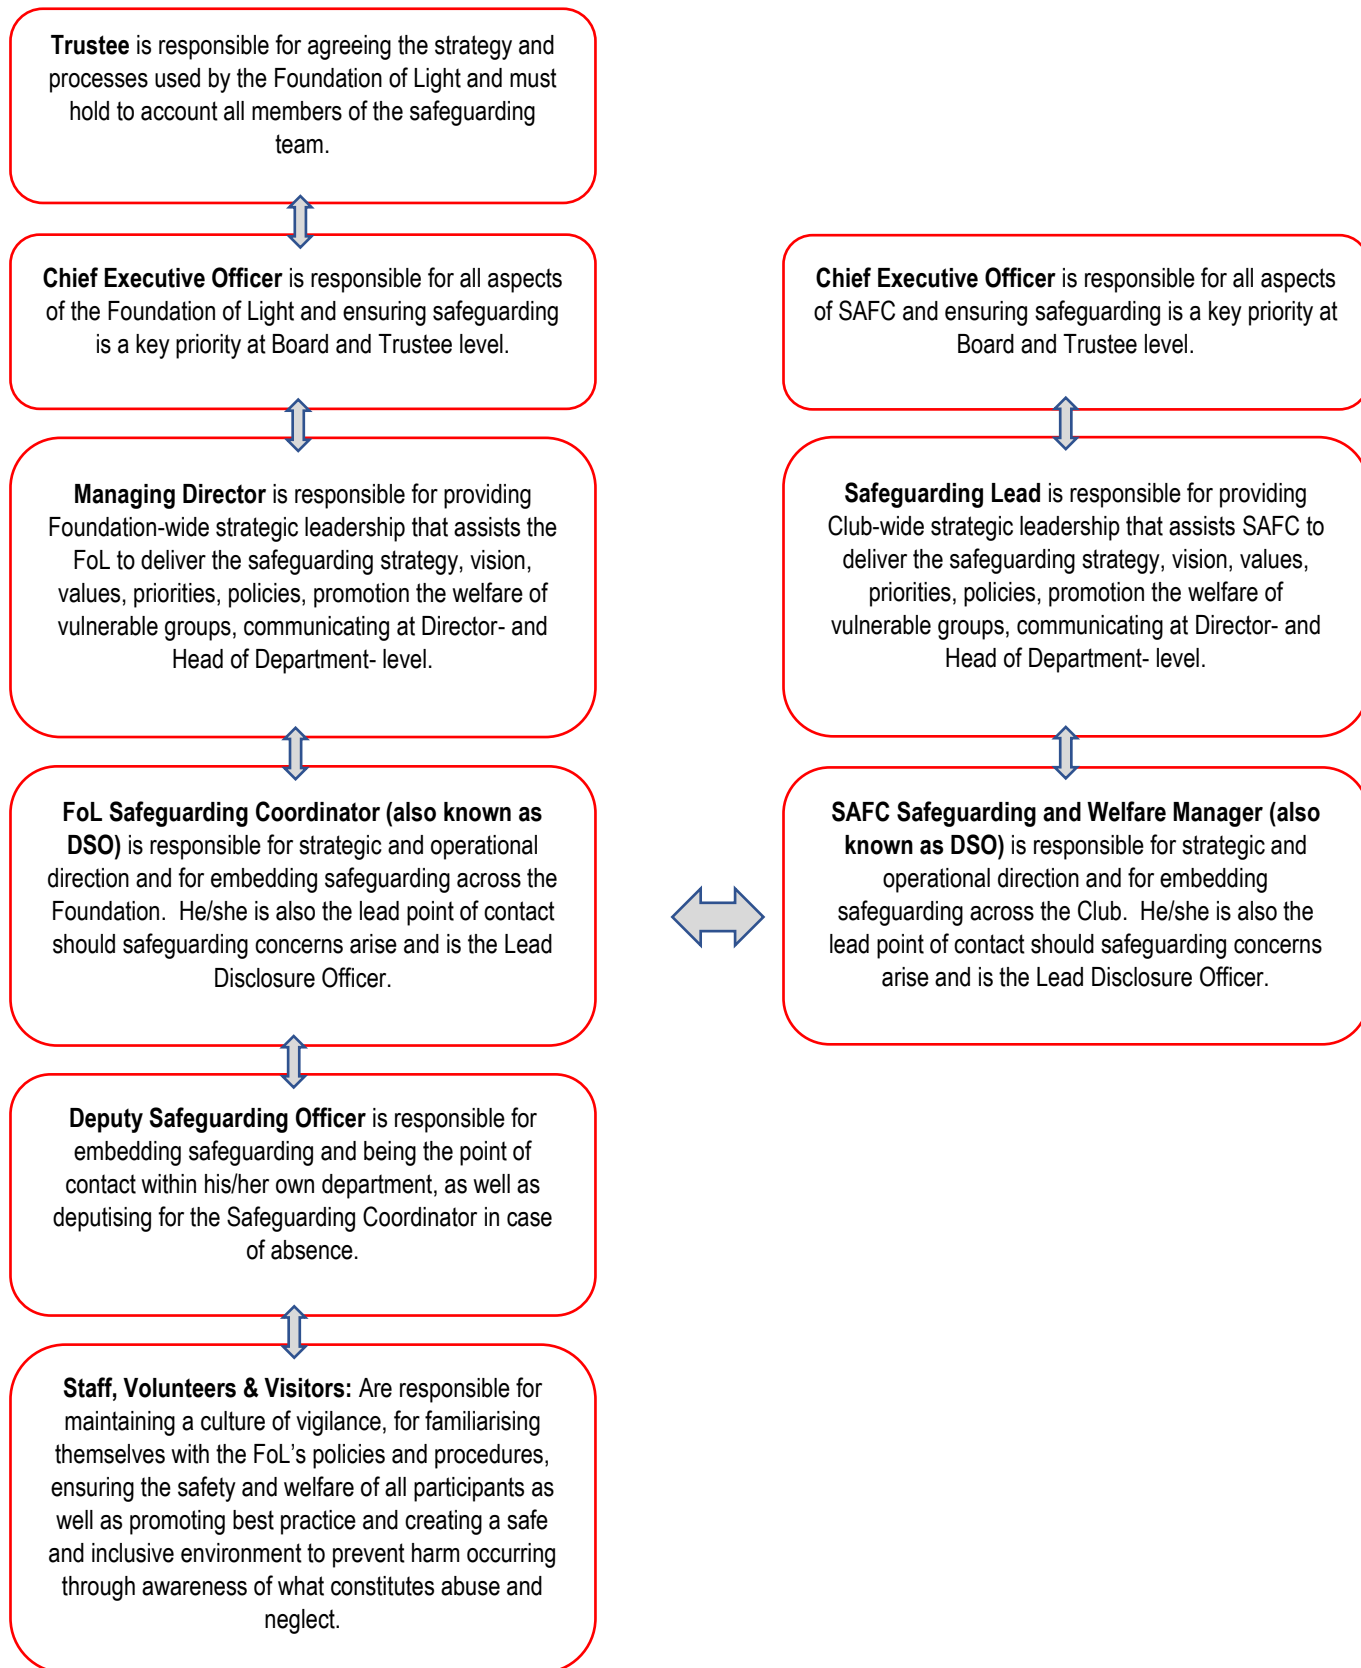 Trustee is responsible for agreeing the strategy and
processes used by the Foundation of Light and must
hold to account all members of the safeguarding
team.
Chief Executive Officer is responsible for all aspects
of the Foundation of Light and ensuring safeguarding
is a key priority at Board and Trustee level.
Chief Executive Officer is responsible for all aspects
of SAFC and ensuring safeguarding is a key priority at
Board and Trustee level.
Managing Director is responsible for providing
Foundation-wide strategic leadership that assists the
FoL to deliver the safeguarding strategy, vision,
values, priorities, policies, promotion the welfare of
vulnerable groups, communicating at Director- and
Head of Department- level.
Safeguarding Lead is responsible for providing
Club-wide strategic leadership that assists SAFC to
deliver the safeguarding strategy, vision, values,
priorities, policies, promotion the welfare of
vulnerable groups, communicating at Director- and
Head of Department- level.
FoL Safeguarding Coordinator (also known as
DSO) is responsible for strategic and operational
direction and for embedding safeguarding across the
Foundation.  He/she is also the lead point of contact
should safeguarding concerns arise and is the Lead
Disclosure Officer.
SAFC Safeguarding and Welfare Manager (also
known as DSO) is responsible for strategic and
operational direction and for embedding
safeguarding across the Club.  He/she is also the
lead point of contact should safeguarding concerns
arise and is the Lead Disclosure Officer.
Deputy Safeguarding Officer is responsible for
embedding safeguarding and being the point of
contact within his/her own department, as well as
deputising for the Safeguarding Coordinator in case
of absence.
Staff, Volunteers & Visitors: Are responsible for
maintaining a culture of vigilance, for familiarising
themselves with the FoL’s policies and procedures,
ensuring the safety and welfare of all participants as
well as promoting best practice and creating a safe
and inclusive environment to prevent harm occurring
through awareness of what constitutes abuse and
neglect.